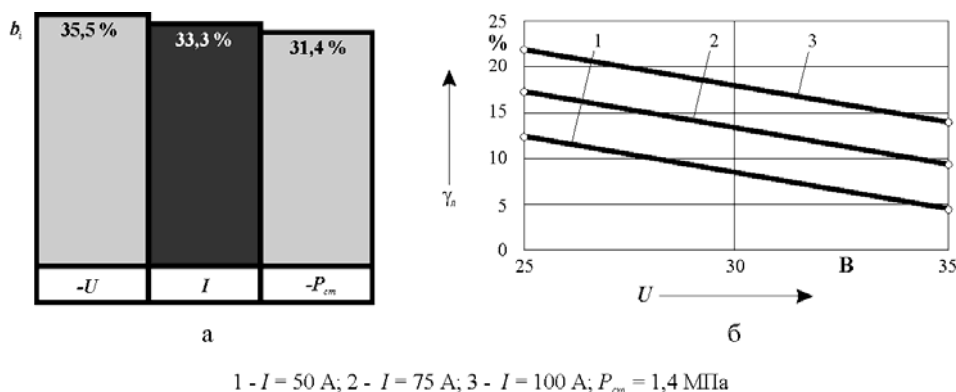 bᵢ
35,5 %
33,3 %
31,4 %
-U
I
-Pст
а
25
%
20
15
10
5
0
γл
1
2
3
25
30
В
35
U
б
1 - I = 50 А; 2 - I = 75 А; 3 - I = 100 А; Pст = 1,4 МПа